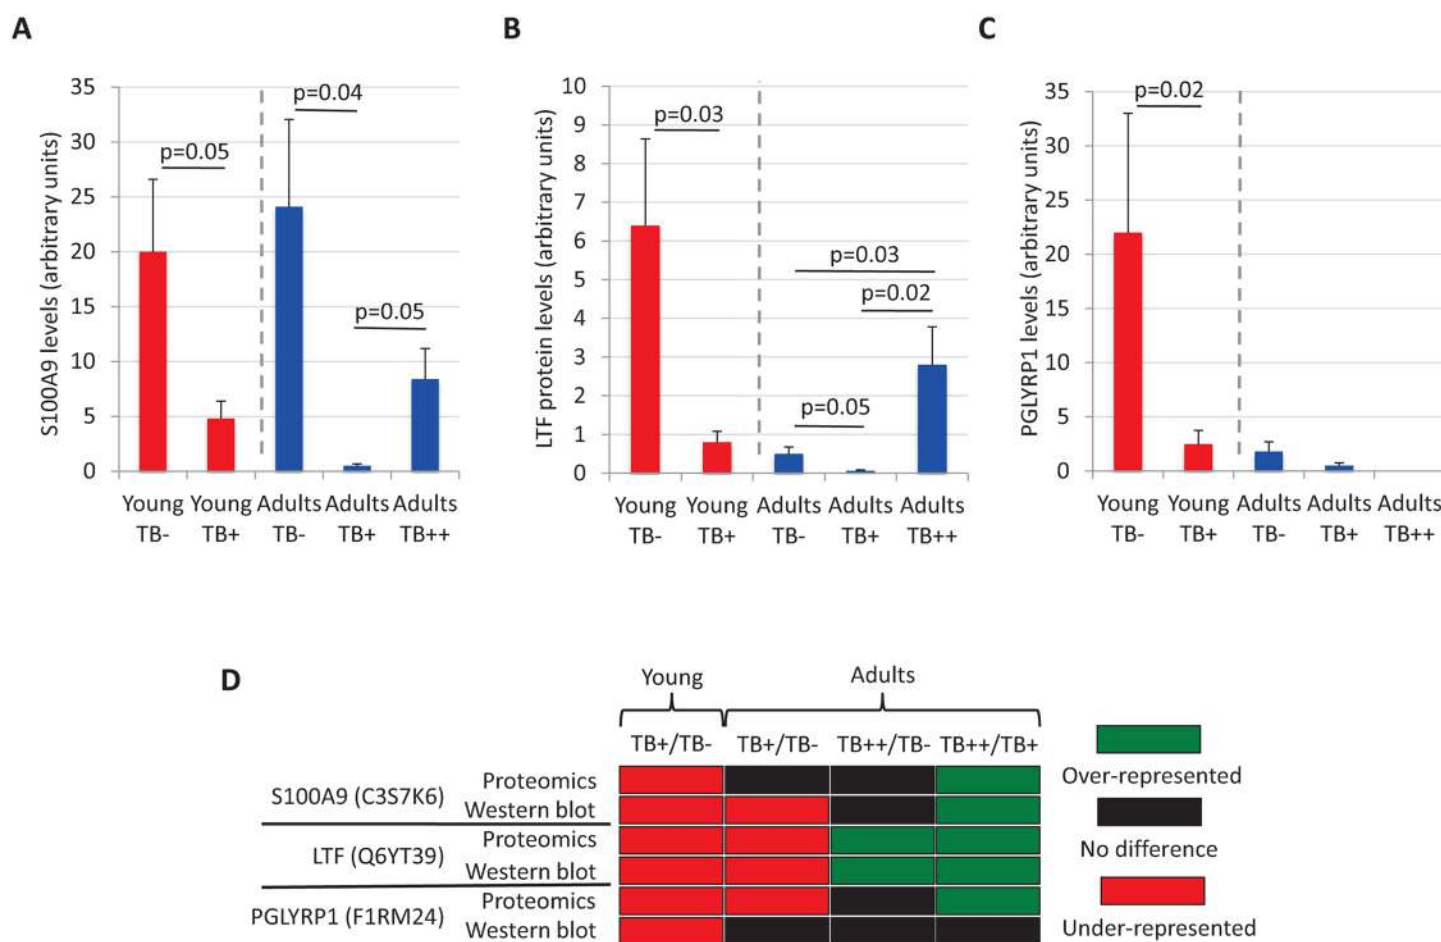 A
S100A9 levels (arbitrary units)
35
30
25
20
15
10
5
0
p=0.05
p=0.04
p=0.05
Young Young Adults Adults Adults
TB- TB+ TB- TB+ TB++
B
LTF protein levels (arbitrary units)
10
9
8
7
6
5
4
3
2
1
0
p=0.03
p=0.03
p=0.02
p=0.05
Young Young Adults Adults Adults
TB- TB+ TB- TB+ TB++
C
PGLYRP1 levels (arbitrary units)
35
30
25
20
15
10
5
0
p=0.02
Young Young Adults Adults Adults
TB- TB+ TB- TB+ TB++
D
Young Adults
TB+/TB- TB+/TB- TB++/TB- TB++/TB+
S100A9 (C3S7K6)
Proteomics
Western blot
LTF (Q6YT39)
Proteomics
Western blot
PGLYRP1 (F1RM24)
Proteomics
Western blot
Over-represented
No difference
Under-represented